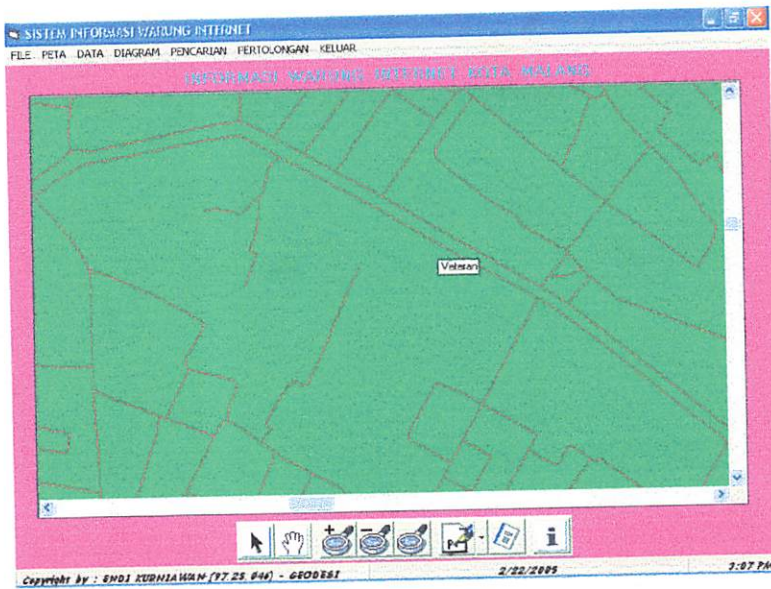 SISTEM INFORMASI WARUNG INTERNET
FILE PETA DATA DIAGRAM PENCARIAN PERTOLONGAN KELUAR
INFORMASI WARUNG INTERNET KOTA MALANG
Veteran
Copyright by : ENDI KURNIAWAN (97.25.046) - GEODESI 2/22/2005 3:07 PM